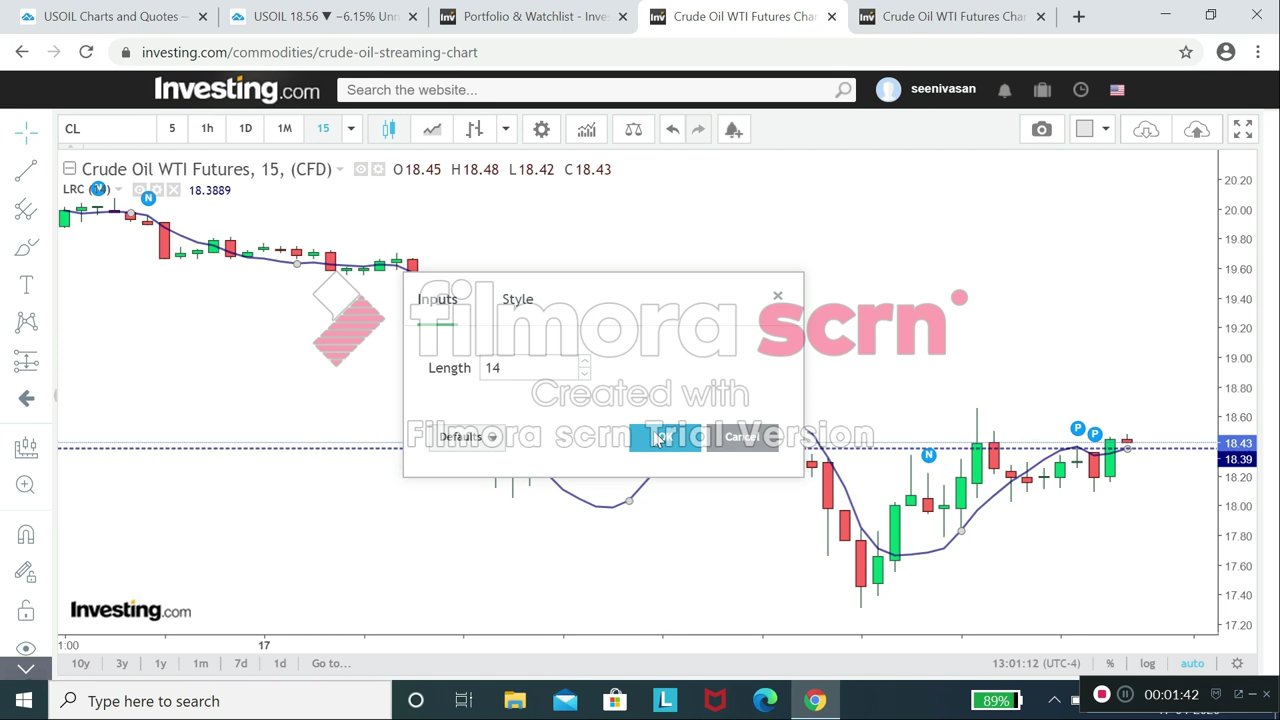 USOIL Charts and Quotes –
USOIL 18.56 ▼ −6.15% Unn
Portfolio & Watchlist - Inve
Crude Oil WTI Futures Char
Crude Oil WTI Futures Char
investing.com/commodities/crude-oil-streaming-chart
Investing.com
Search the website...
seenivasan
CL
5
1h
1D
1M
15
Crude Oil WTI Futures, 15, (CFD)
O18.45 H18.48 L18.42 C18.43
LRC (14)
18.3889
N
N
P
P
Inputs
Style
Length
14
Defaults
OK
Cancel
filmora scrn
Created with
Filmora scrn Trial Version
20.20
20.00
19.80
19.60
19.40
19.20
19.00
18.80
18.60
18.43
18.39
18.20
18.00
17.80
17.60
17.40
17.20
Investing.com
1:00
17
10y
3y
1y
1m
7d
1d
Go to...
13:01:12 (UTC-4)
%
log
auto
Type here to search
L
89%
00:01:42